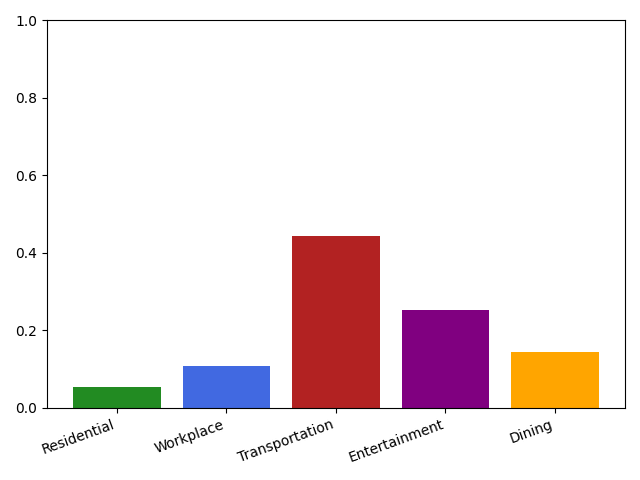 1.0
0.8
0.6
0.4
0.2
0.0
Residential
Workplace
Transportation
Entertainment
Dining